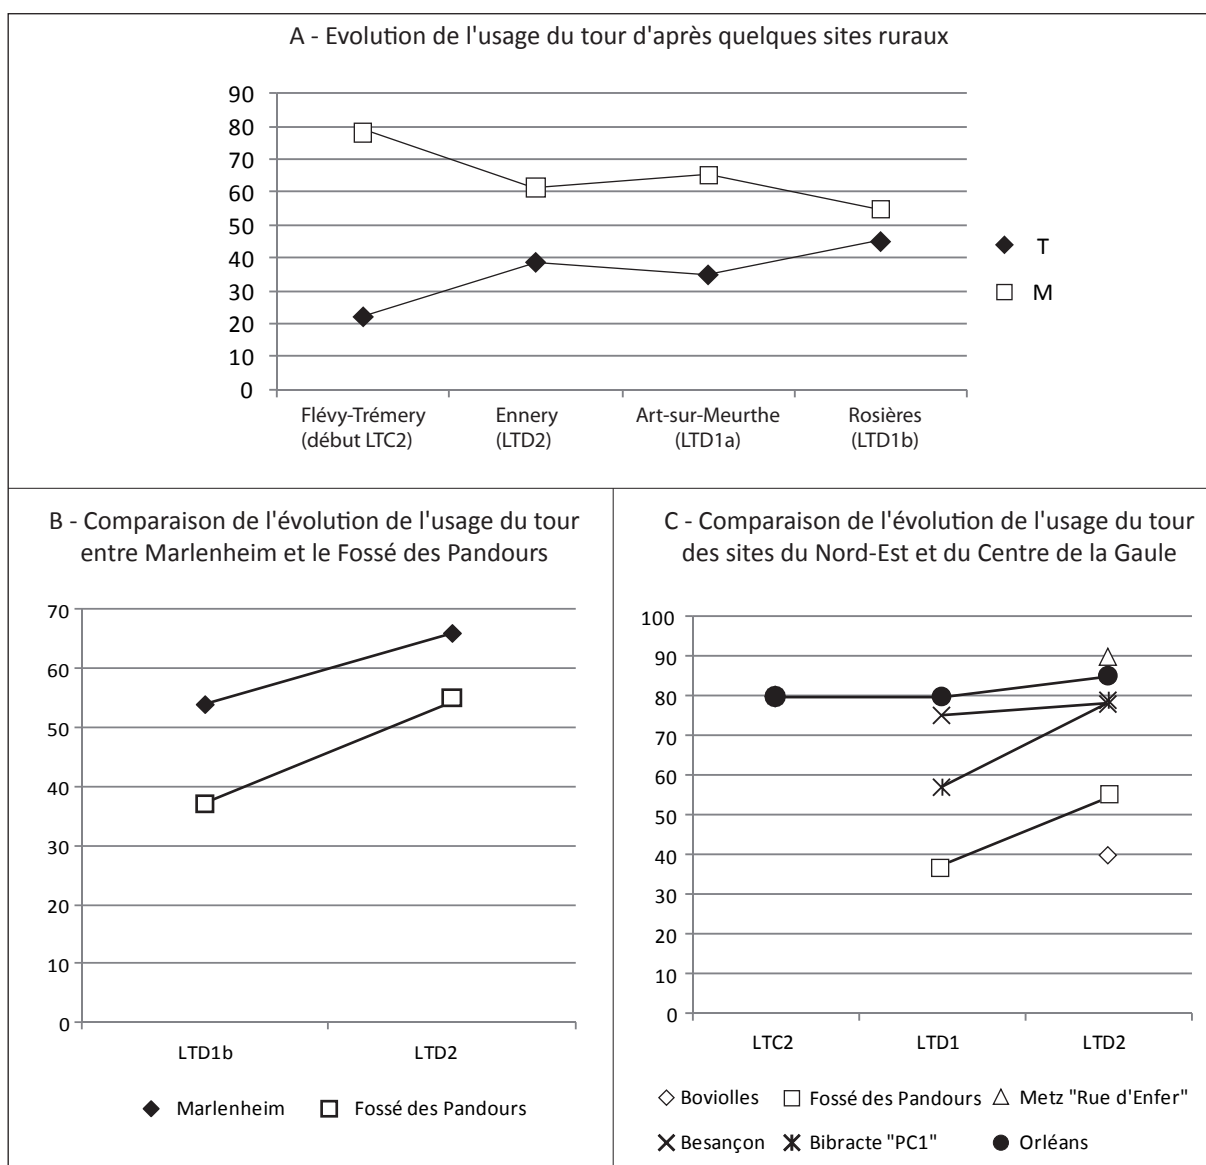 A - Evolution de l'usage du tour d'après quelques sites ruraux
90
80
70
60
50
40
30
20
10
0
Flévy-Trémery
(début LTC2)
Ennery
(LTD2)
Art-sur-Meurthe
(LTD1a)
Rosières
(LTD1b)
T
M
B - Comparaison de l'évolution de l'usage du tour
entre Marlenheim et le Fossé des Pandours
70
60
50
40
30
20
10
0
LTD1b
LTD2
Marlenheim
Fossé des Pandours
C - Comparaison de l'évolution de l'usage du tour
des sites du Nord-Est et du Centre de la Gaule
100
90
80
70
60
50
40
30
20
10
0
LTC2
LTD1
LTD2
Boviolles
Fossé des Pandours
Metz "Rue d'Enfer"
Besançon
Bibracte "PC1"
Orléans